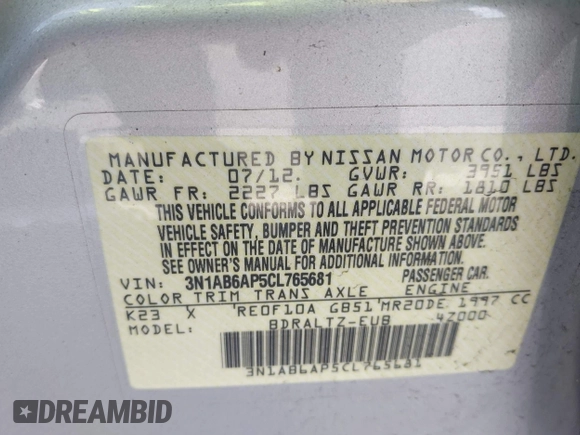 MANUFACTURED BY NISSAN MOTOR CO., LTD.
DATE: 07/12. GVWR: 3951 LBS
GAWR FR: 2227 LBS GAWR RR: 1810 LBS
THIS VEHICLE CONFORMS TO ALL APPLICABLE FEDERAL MOTOR
VEHICLE SAFETY, BUMPER AND THEFT PREVENTION STANDARDS
IN EFFECT ON THE DATE OF MANUFACTURE SHOWN ABOVE.
SEE OWNER'S MANUAL FOR ADDITIONAL INFORMATION.
VIN: 3N1AB6AP5CL765681 PASSENGER CAR.
COLOR TRIM TRANS AXLE ENGINE
K23 X 'RE0F10A GB51 'MR20DE 1997 CC
MODEL: BDRALTZ-EUB 4Z000
3N1AB6AP5CL765681
DREAMBID